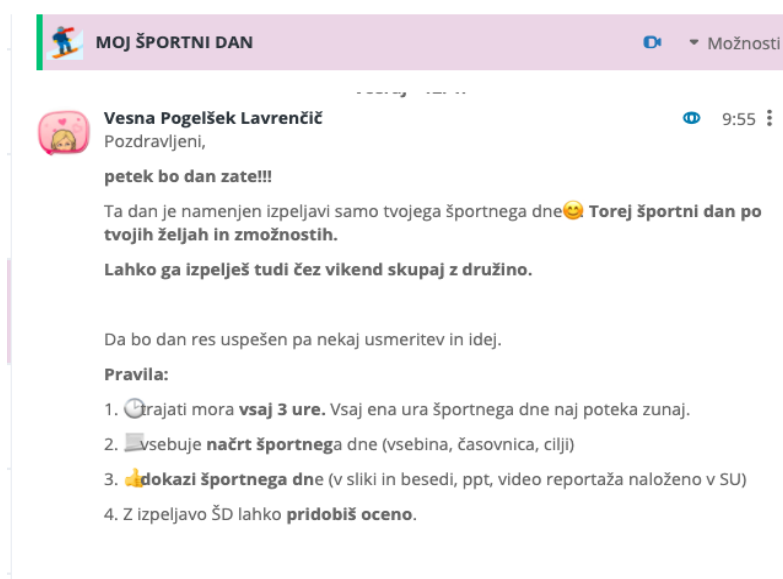 MOJ ŠPORTNI DAN
Možnosti
Vesna Pogelšek Lavrenčič
9:55
Pozdravljeni,
petek bo dan zate!!!
Ta dan je namenjen izpeljavi samo tvojega športnega dne😊 Torej športni dan po
tvojih željah in zmožnostih.
Lahko ga izpelješ tudi čez vikend skupaj z družino.
Da bo dan res uspešen pa nekaj usmeritev in idej.
Pravila:
1. 🕒trajati mora vsaj 3 ure. Vsaj ena ura športnega dne naj poteka zunaj.
2. vsebuje načrt športnega dne (vsebina, časovnica, cilji)
3. 👍dokazi športnega dne (v sliki in besedi, ppt, video reportaža naloženo v SU)
4. Z izpeljavo ŠD lahko pridobiš oceno.